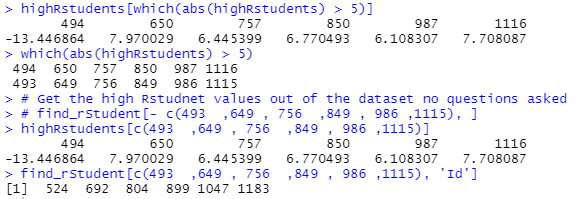 > highRstudents[which(abs(highRstudents) > 5)]
494 650 757 850 987 1116
-13.446864 7.970029 6.445399 6.770493 6.108307 7.708087
> which(abs(highRstudents) > 5)
494 650 757 850 987 1116
493 649 756 849 986 1115
> # Get the high Rstudnet values out of the dataset no questions asked
> # find_rStudent[- c(493 ,649 , 756 ,849 , 986 ,1115), ]
> highRstudents[c(493 ,649 , 756 ,849 , 986 ,1115)]
494 650 757 850 987 1116
-13.446864 7.970029 6.445399 6.770493 6.108307 7.708087
> find_rStudent[c(493 ,649 , 756 ,849 , 986 ,1115), 'Id']
[1] 524 692 804 899 1047 1183